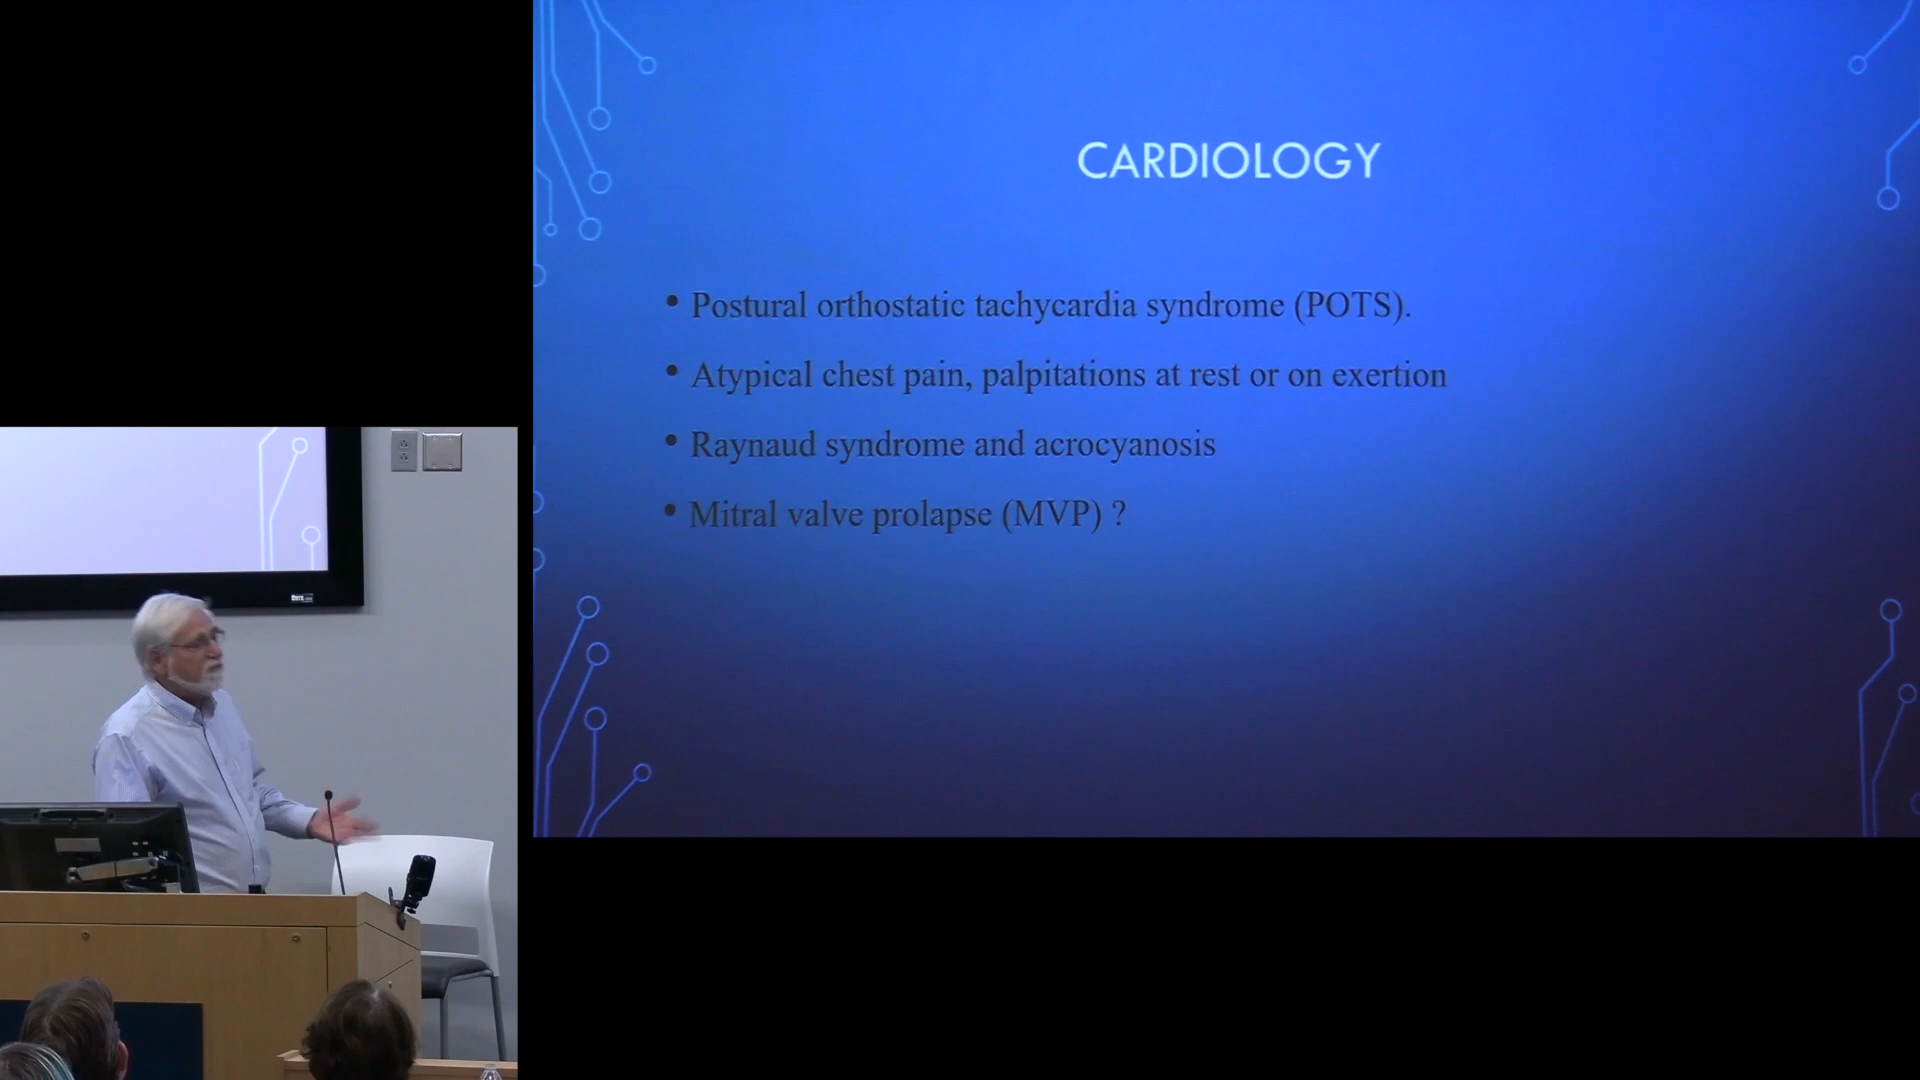 CARDIOLOGY
• Postural orthostatic tachycardia syndrome (POTS).
• Atypical chest pain, palpitations at rest or on exertion
• Raynaud syndrome and acrocyanosis
• Mitral valve prolapse (MVP) ?